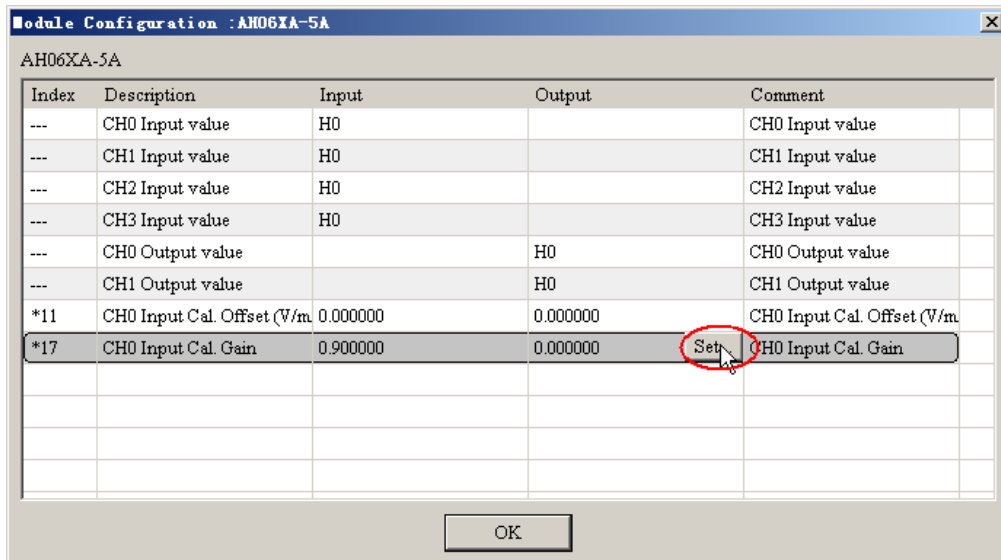 Module Configuration :AH06XA-5A
AH06XA-5A
Index Description Input Output Comment
--- CH0 Input value H0 CH0 Input value
--- CH1 Input value H0 CH1 Input value
--- CH2 Input value H0 CH2 Input value
--- CH3 Input value H0 CH3 Input value
--- CH0 Output value H0 CH0 Output value
--- CH1 Output value H0 CH1 Output value
*11 CH0 Input Cal. Offset (V/m 0.000000 0.000000 CH0 Input Cal. Offset (V/m
*17 CH0 Input Cal. Gain 0.900000 0.000000 Set... CH0 Input Cal. Gain
OK